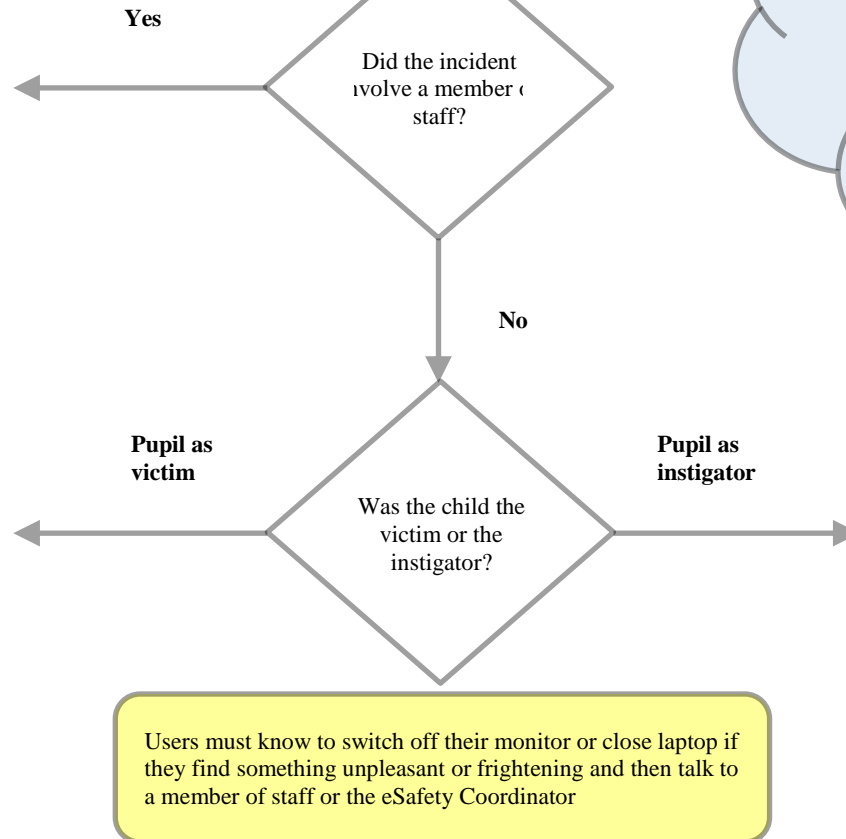 Yes
Did the incident
a member
staff?
No
Pupil as
victim
Pupil as
instigator
Was the child the
victim or the
instigator?
Users must know to switch off their monitor or close laptop if
they find something unpleasant or frightening and then talk to
a member of staff or the eSafety Coordinator